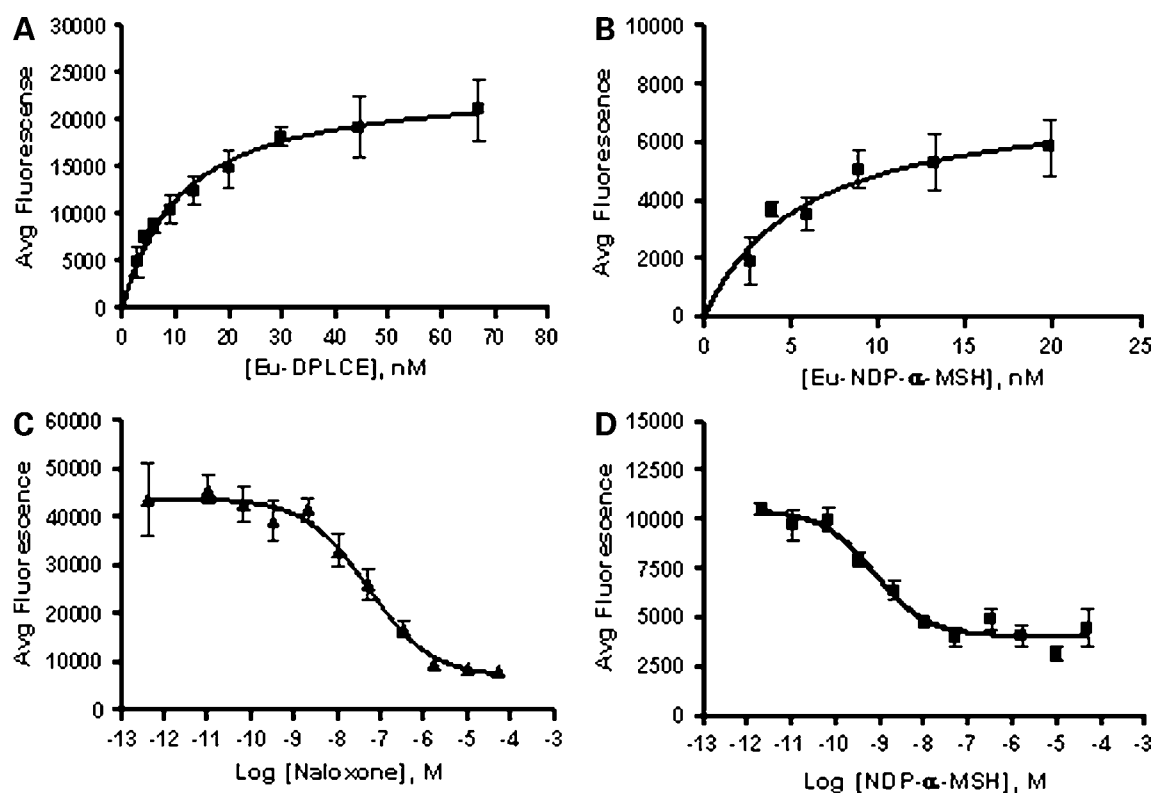 A
30000
25000
20000
15000
10000
5000
0
Avg Fluorescense
0 10 20 30 40 50 60 70 80
[Eu-DPLCE], nM
B
10000
8000
6000
4000
2000
0
Avg Fluorescence
0 5 10 15 20 25
[Eu-NDP-α-MSH], nM
C
60000
50000
40000
30000
20000
10000
0
Avg Fluorescence
-13 -12 -11 -10 -9 -8 -7 -6 -5 -4 -3
Log [Naloxone], M
D
15000
12500
10000
7500
5000
2500
0
Avg Fluorescence
-13 -12 -11 -10 -9 -8 -7 -6 -5 -4 -3
Log [NDP-α-MSH], M